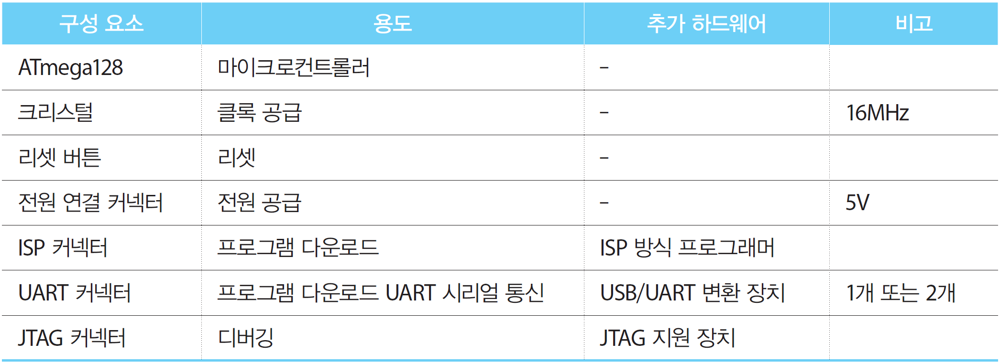 구성 요소 용도 추가 하드웨어 비고
ATmega128 마이크로컨트롤러 –
크리스털 클록 공급 – 16MHz
리셋 버튼 리셋 –
전원 연결 커넥터 전원 공급 – 5V
ISP 커넥터 프로그램 다운로드 ISP 방식 프로그래머
UART 커넥터 프로그램 다운로드 UART 시리얼 통신 USB/UART 변환 장치 1개 또는 2개
JTAG 커넥터 디버깅 JTAG 지원 장치